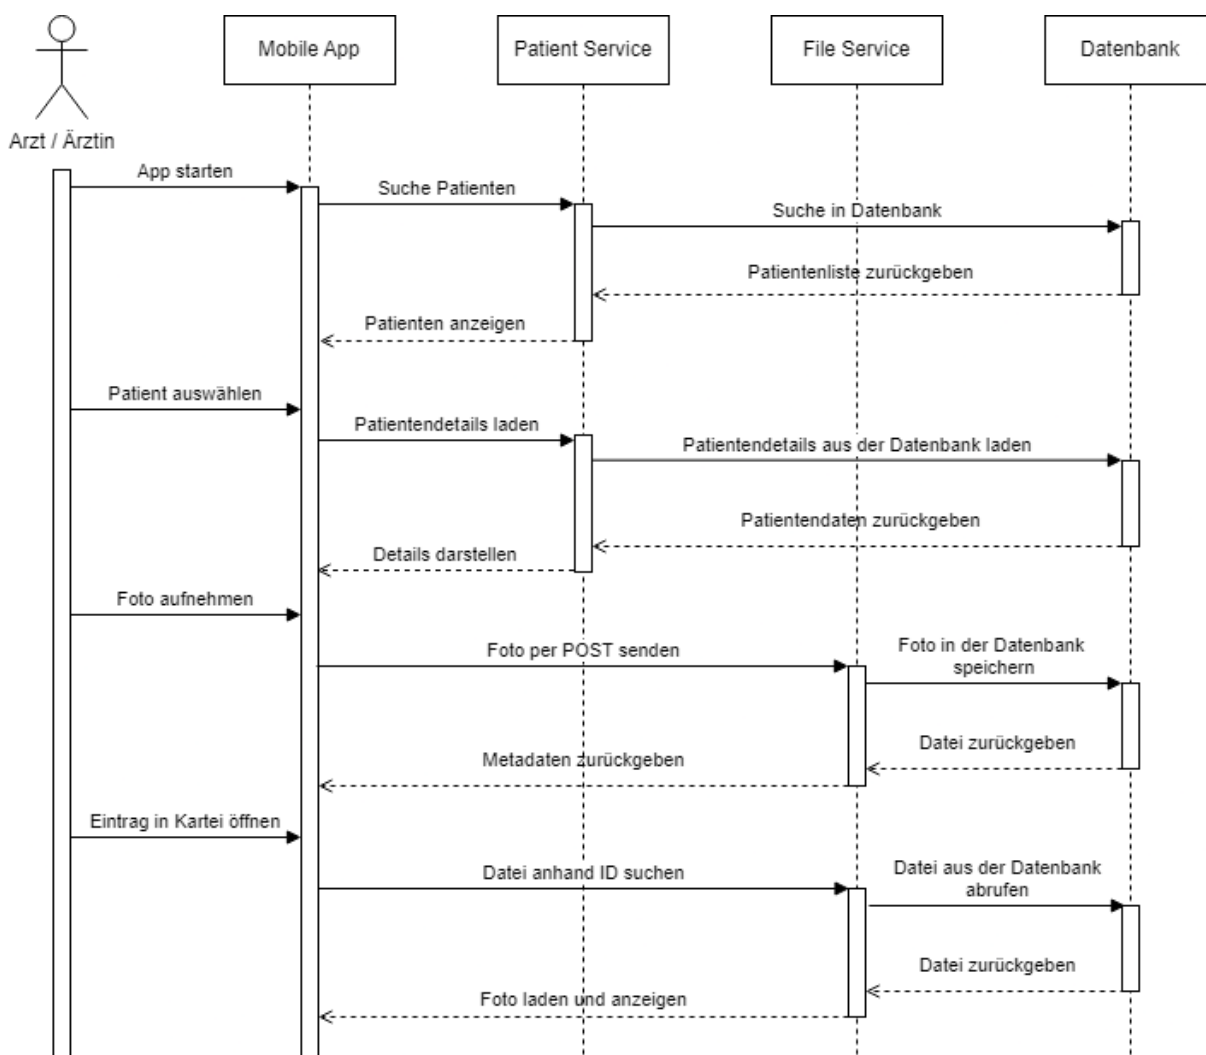 Mobile App
Patient Service
File Service
Datenbank
Arzt / Ärztin
App starten
Suche Patienten
Suche in Datenbank
Patientenliste zurückgeben
Patienten anzeigen
Patient auswählen
Patientendetails laden
Patientendetails aus der Datenbank laden
Patientendaten zurückgeben
Details darstellen
Foto aufnehmen
Foto per POST senden
Foto in der Datenbank
speichern
Datei zurückgeben
Metadaten zurückgeben
Eintrag in Kartei öffnen
Datei anhand ID suchen
Datei aus der Datenbank
abrufen
Datei zurückgeben
Foto laden und anzeigen